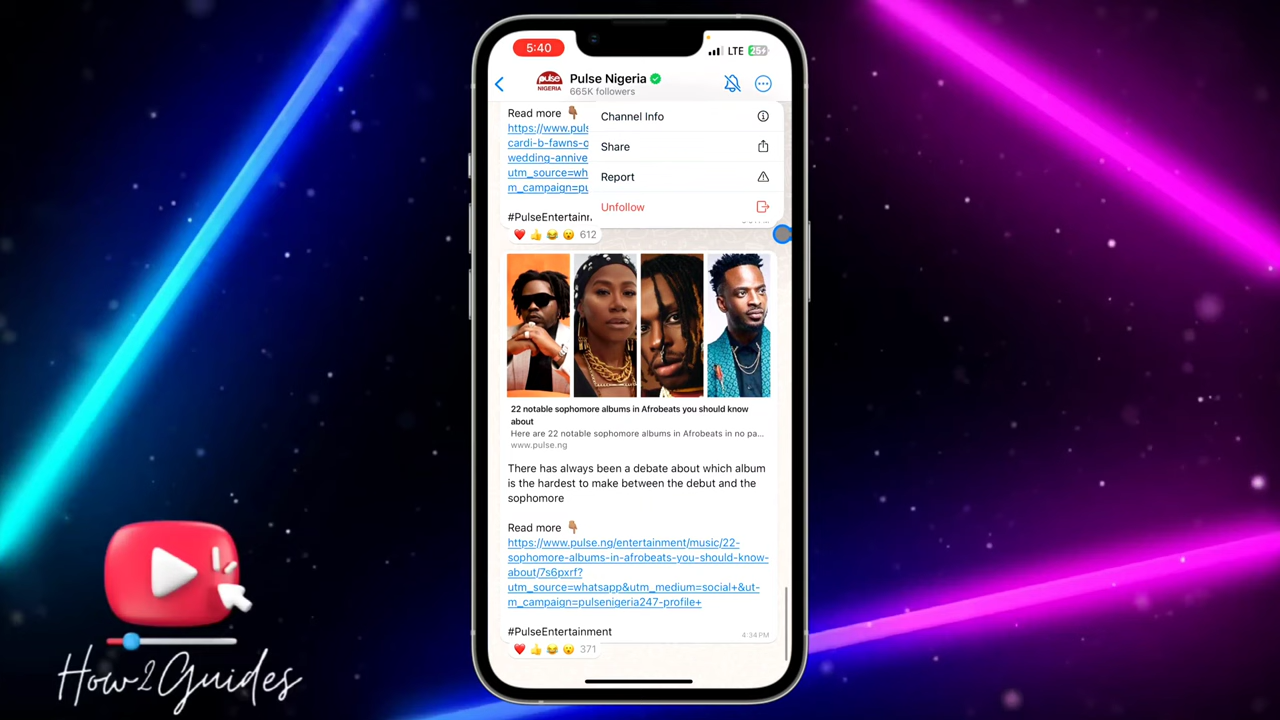 5:40
LTE
25
pulse
NIGERIA
Pulse Nigeria
665K followers
Read more
https://www.puls
cardi-b-fawns-c
wedding-annive
utm_source=wh
m_campaign=pu
#PulseEntertainn
Channel Info
Share
Report
Unfollow
612
22 notable sophomore albums in Afrobeats you should know
about
Here are 22 notable sophomore albums in Afrobeats in no pa...
www.pulse.ng
There has always been a debate about which album
is the hardest to make between the debut and the
sophomore
Read more
https://www.pulse.ng/entertainment/music/22-
sophomore-albums-in-afrobeats-you-should-know-
about/7s6pxrf?
utm_source=whatsapp&utm_medium=social+&ut-
m_campaign=pulsenigeria247-profile+
#PulseEntertainment
4:34 PM
371
How2Guides